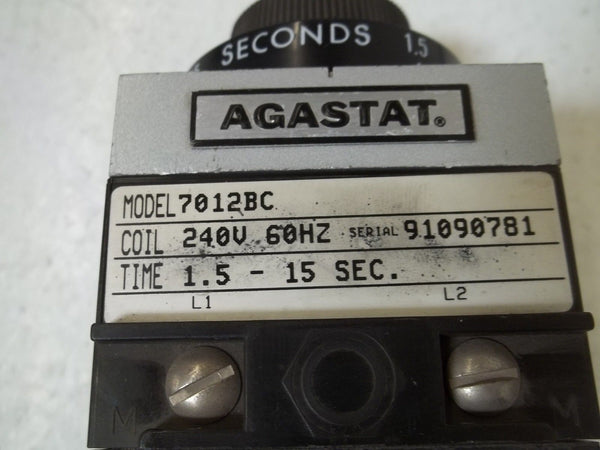 SECONDS 1.5
AGASTAT®
MODEL 7012BC
COIL 240V 60HZ SERIAL 91090781
TIME 1.5 - 15 SEC.
L1 L2
M M